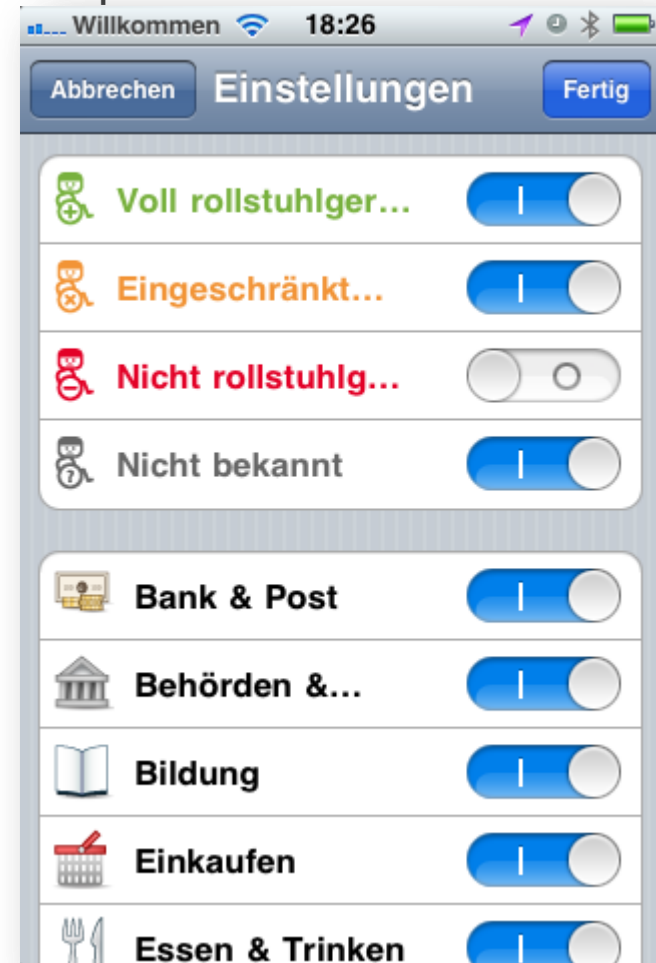 Willkommen 18:26
Abbrechen Einstellungen Fertig
Voll rollstuhlger...
Eingeschränkt...
Nicht rollstuhlg...
Nicht bekannt
Bank & Post
Behörden &...
Bildung
Einkaufen
Essen & Trinken